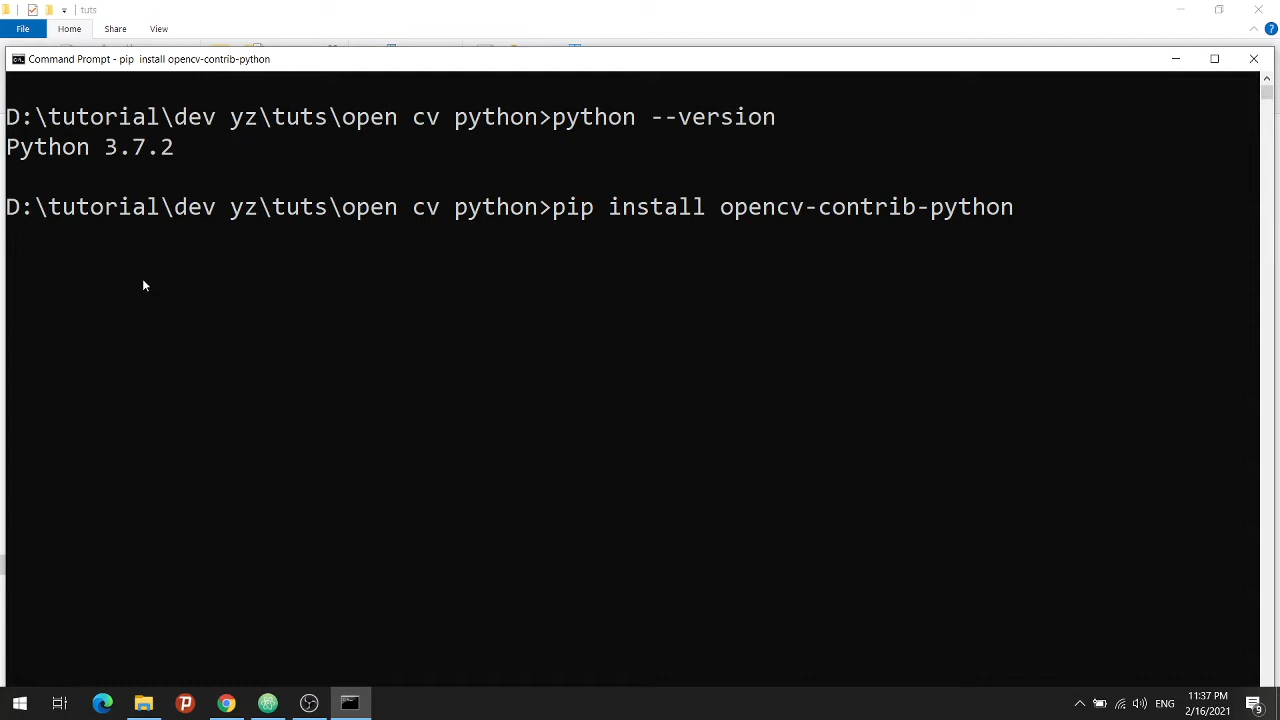 tuts
File
Home
Share
View
Command Prompt - pip  install opencv-contrib-python
D:\tutorial\dev yz\tuts\open cv python>python --version
Python 3.7.2
D:\tutorial\dev yz\tuts\open cv python>pip install opencv-contrib-python
11:37 PM
ENG
2/16/2021
9